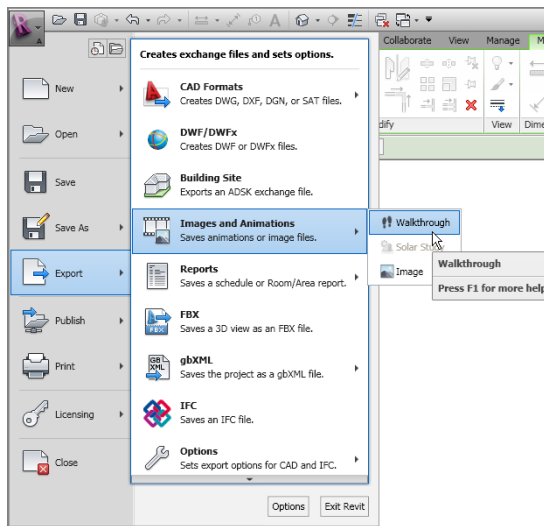 Collaborate View Manage M
Creates exchange files and sets options.
New
Open
Save
Save As
Export
Publish
Print
Licensing
Close
CAD Formats
Creates DWG, DXF, DGN, or SAT files.
DWF/DWFx
Creates DWF or DWFx files.
Building Site
Exports an ADSK exchange file.
Images and Animations
Saves animations or image files.
Reports
Saves a schedule or Room/Area report.
FBX
FBX
Saves a 3D view as an FBX file.
GB
XML
gbXML
Saves the project as a gbXML file.
IFC
Saves an IFC file.
Options
Sets export options for CAD and IFC.
Walkthrough
Solar Study
Image
Walkthrough
Press F1 for more help
dify View Dime
Options Exit Revit